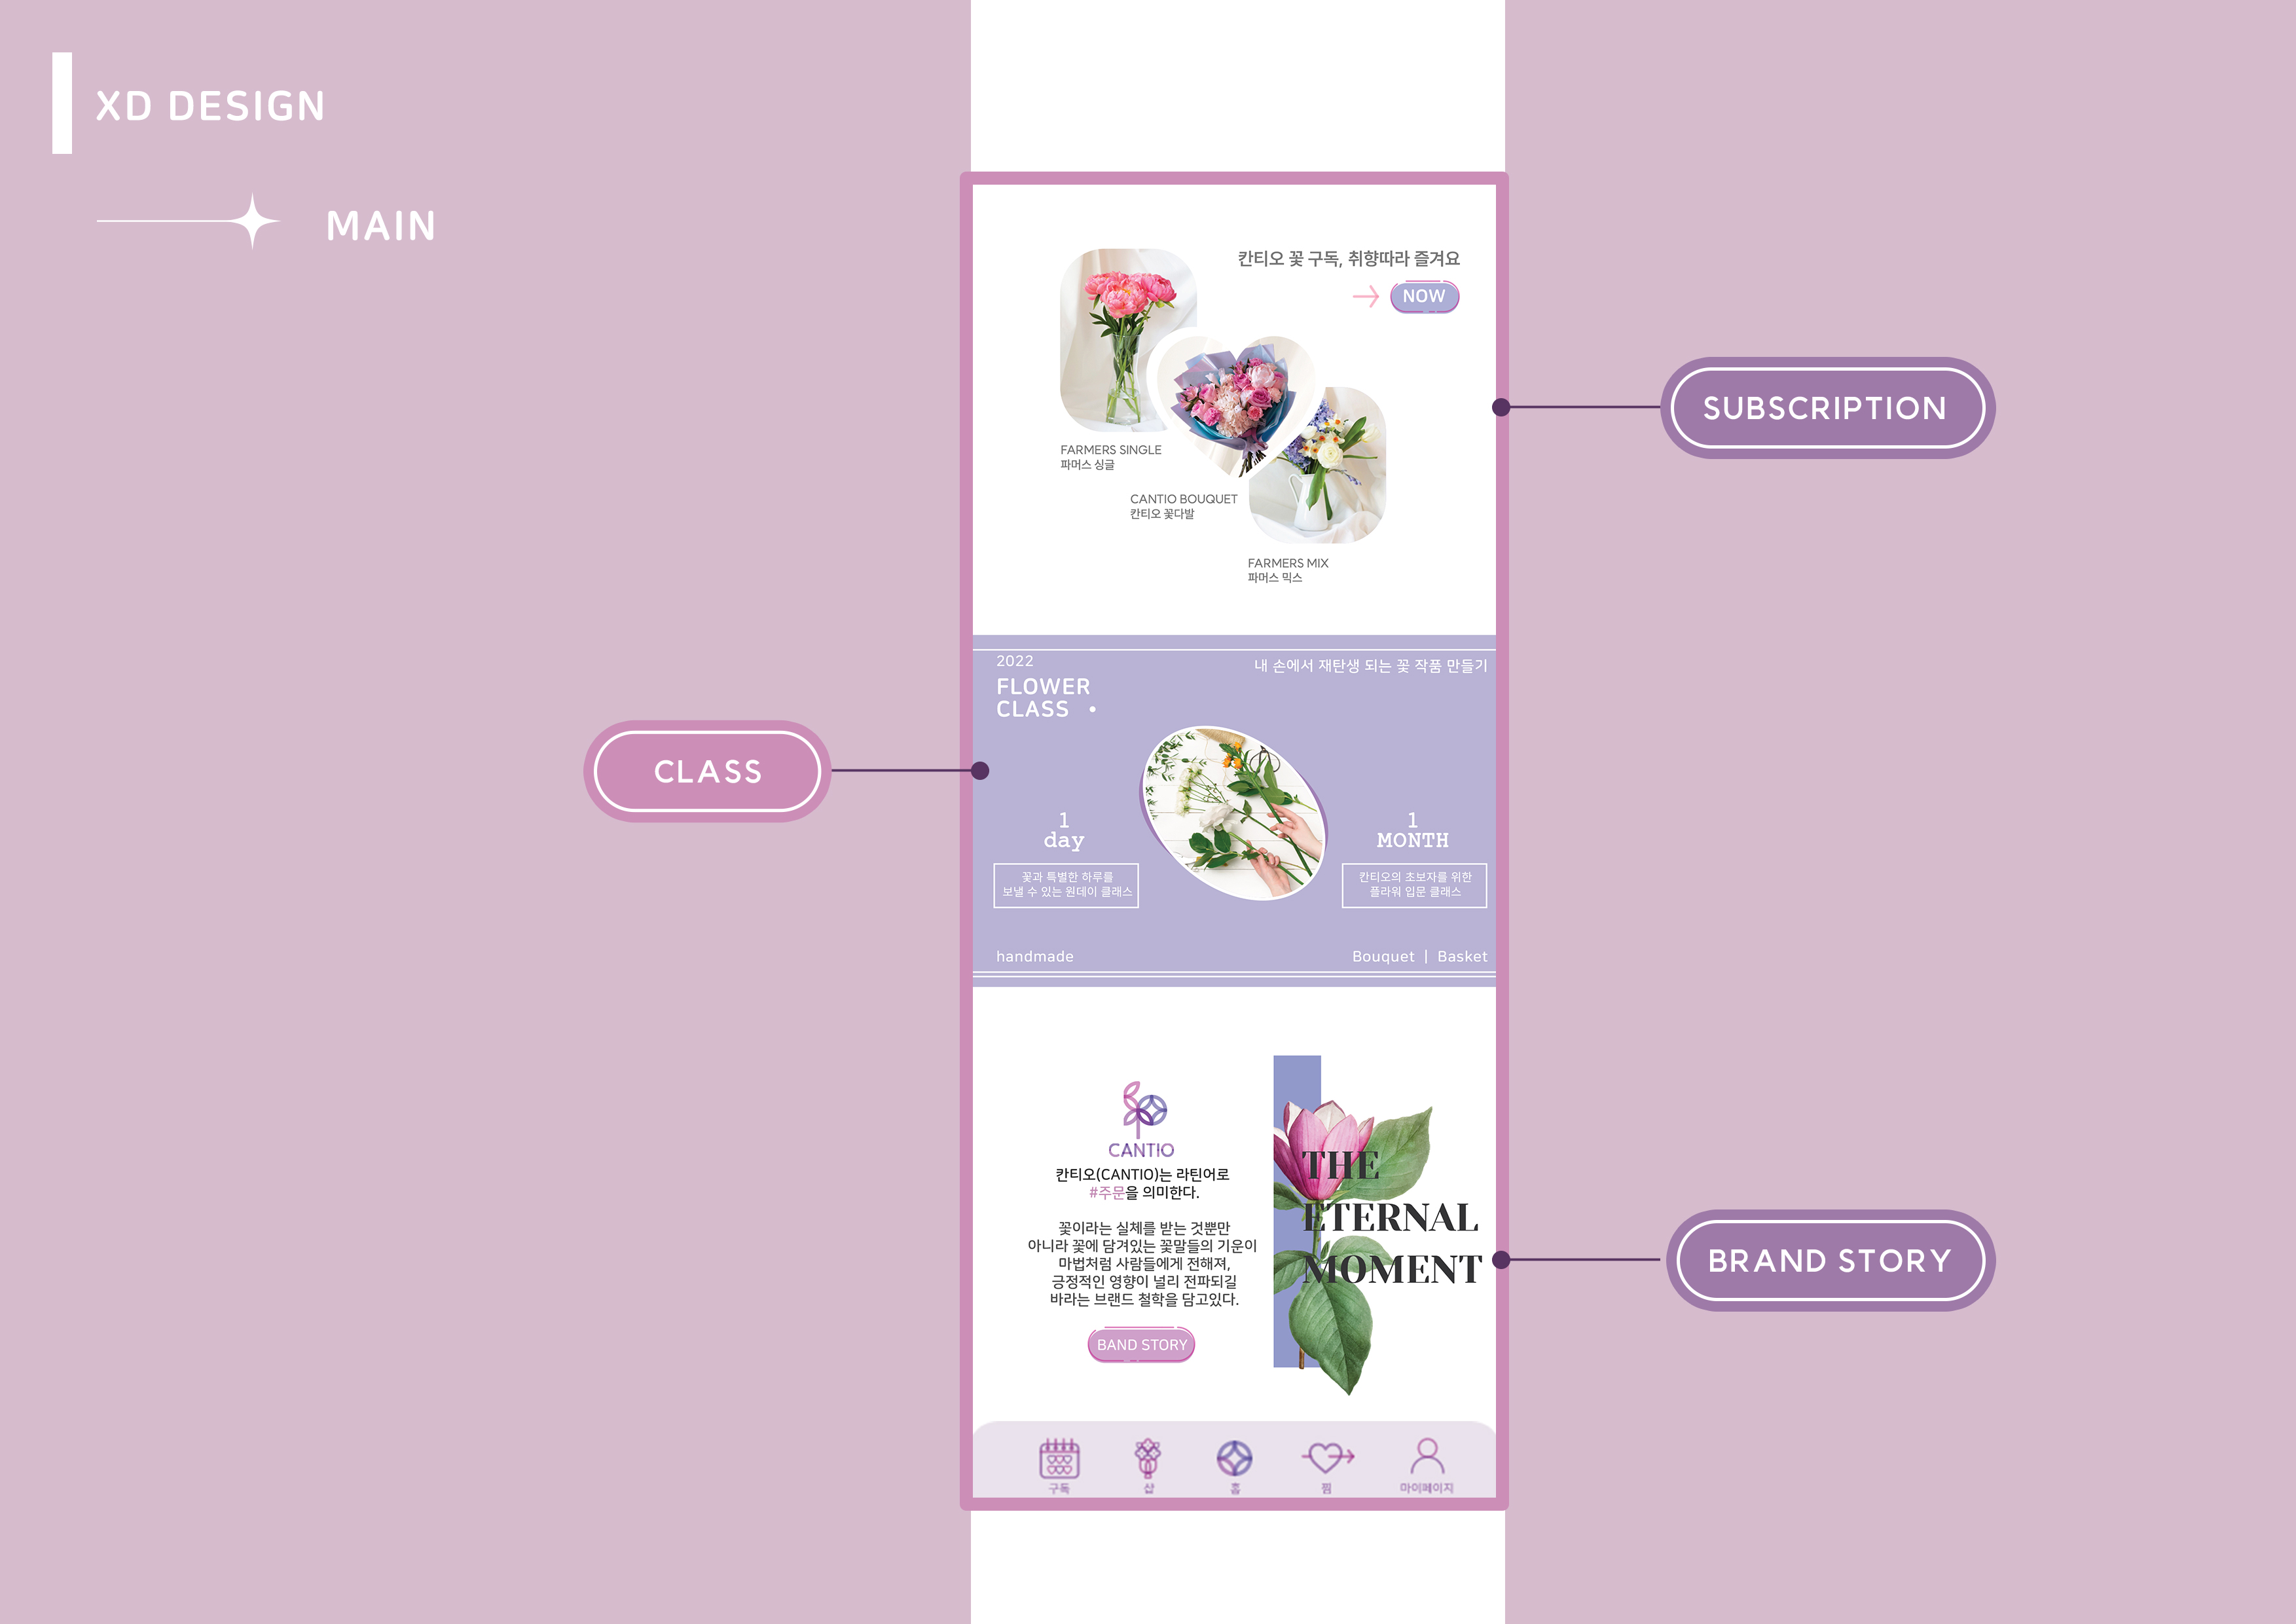 XD DESIGN
MAIN
칸티오 꽃 구독, 취향따라 즐겨요
NOW
FARMERS SINGLE
파머스 싱글
CANTIO BOUQUET
칸티오 꽃다발
FARMERS MIX
파머스 믹스
SUBSCRIPTION
2022
FLOWER
CLASS
내 손에서 재탄생 되는 꽃 작품 만들기
CLASS
1
day
꽃과 특별한 하루를
보낼 수 있는 원데이 클래스
1
MONTH
칸티오의 초보자를 위한
플라워 입문 클래스
handmade
Bouquet | Basket
CANTIO
칸티오(CANTIO)는 라틴어로
#주문을 의미한다.
꽃이라는 실체를 받는 것뿐만
아니라 꽃에 담겨있는 꽃말들의 기운이
마법처럼 사람들에게 전해져,
긍정적인 영향이 널리 전파되길
바라는 브랜드 철학을 담고있다.
BAND STORY
THE
ETERNAL
MOMENT
BRAND STORY
구독
샵
홈
찜
마이페이지